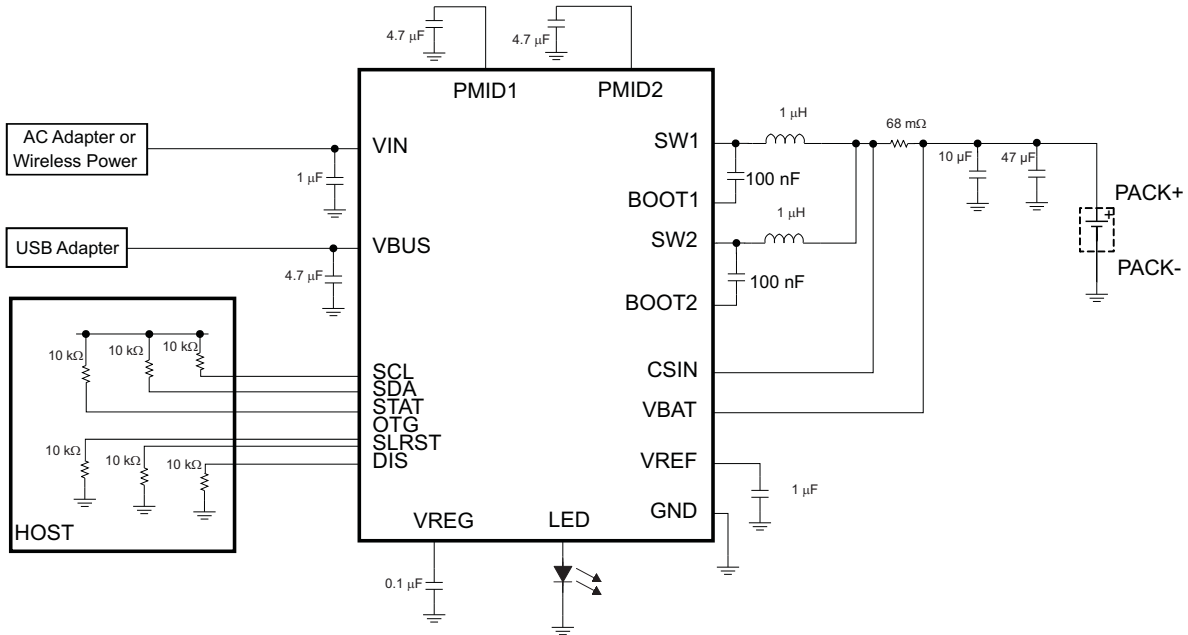 4.7 μF
4.7 μF
PMID1
PMID2
AC Adapter or
Wireless Power
VIN
1 μF
USB Adapter
VBUS
4.7 μF
SW1
1 μH
68 mΩ
10 μF
47 μF
100 nF
BOOT1
1 μH
SW2
100 nF
BOOT2
PACK+
+
PACK-
10 kΩ
10 kΩ
10 kΩ
SCL
SDA
STAT
OTG
SLRST
DIS
10 kΩ
10 kΩ
10 kΩ
HOST
CSIN
VBAT
VREF
1 μF
GND
VREG
LED
0.1 μF